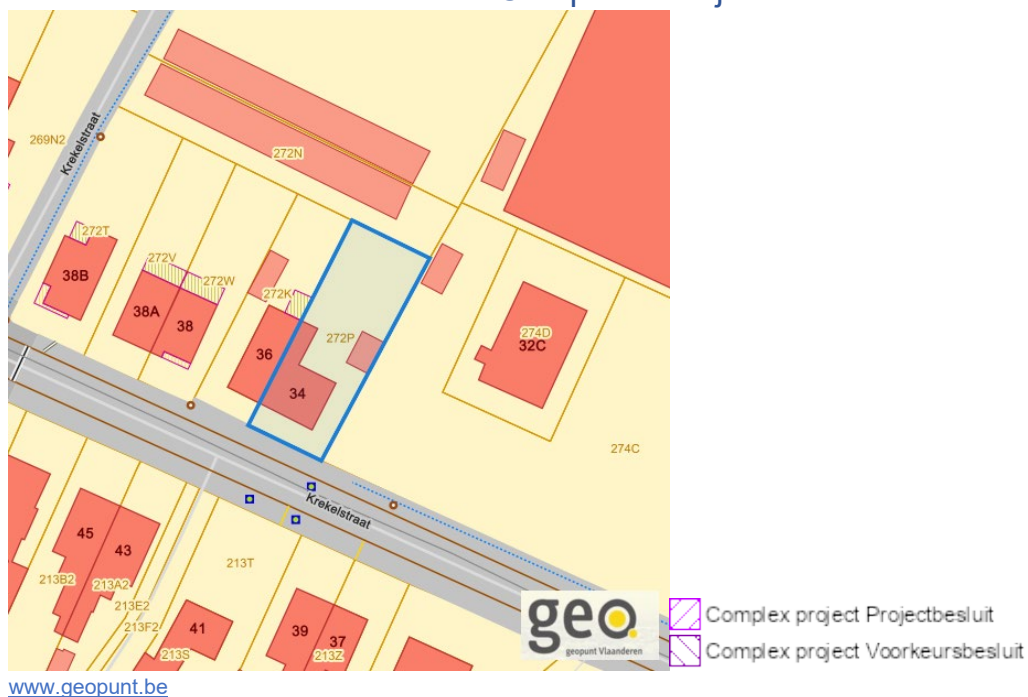 Krekelstraat
269N2
272N
272T
38B
272V
272W
38A
38
272K
36
272P
34
274D
32C
274C
Krekelstraat
45
43
213T
213B2
213A2
213E2
213F2
41
213S
39
37
213Z
geo
geopunt Vlaanderen
Complex project Projectbesluit
Complex project Voorkeursbesluit
www.geopunt.be